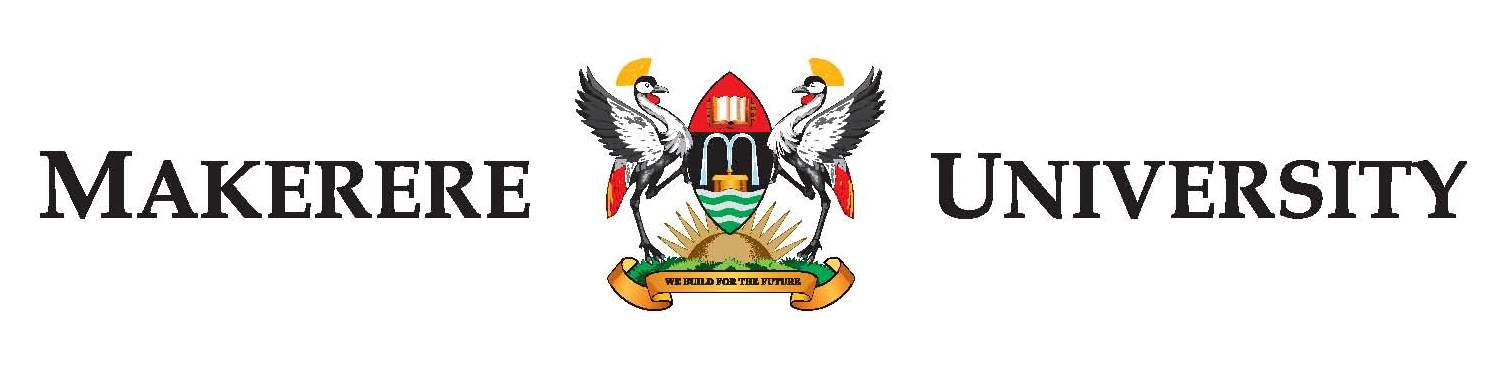 MAKERERE UNIVERSITY
WE BUILD FOR THE FUTURE